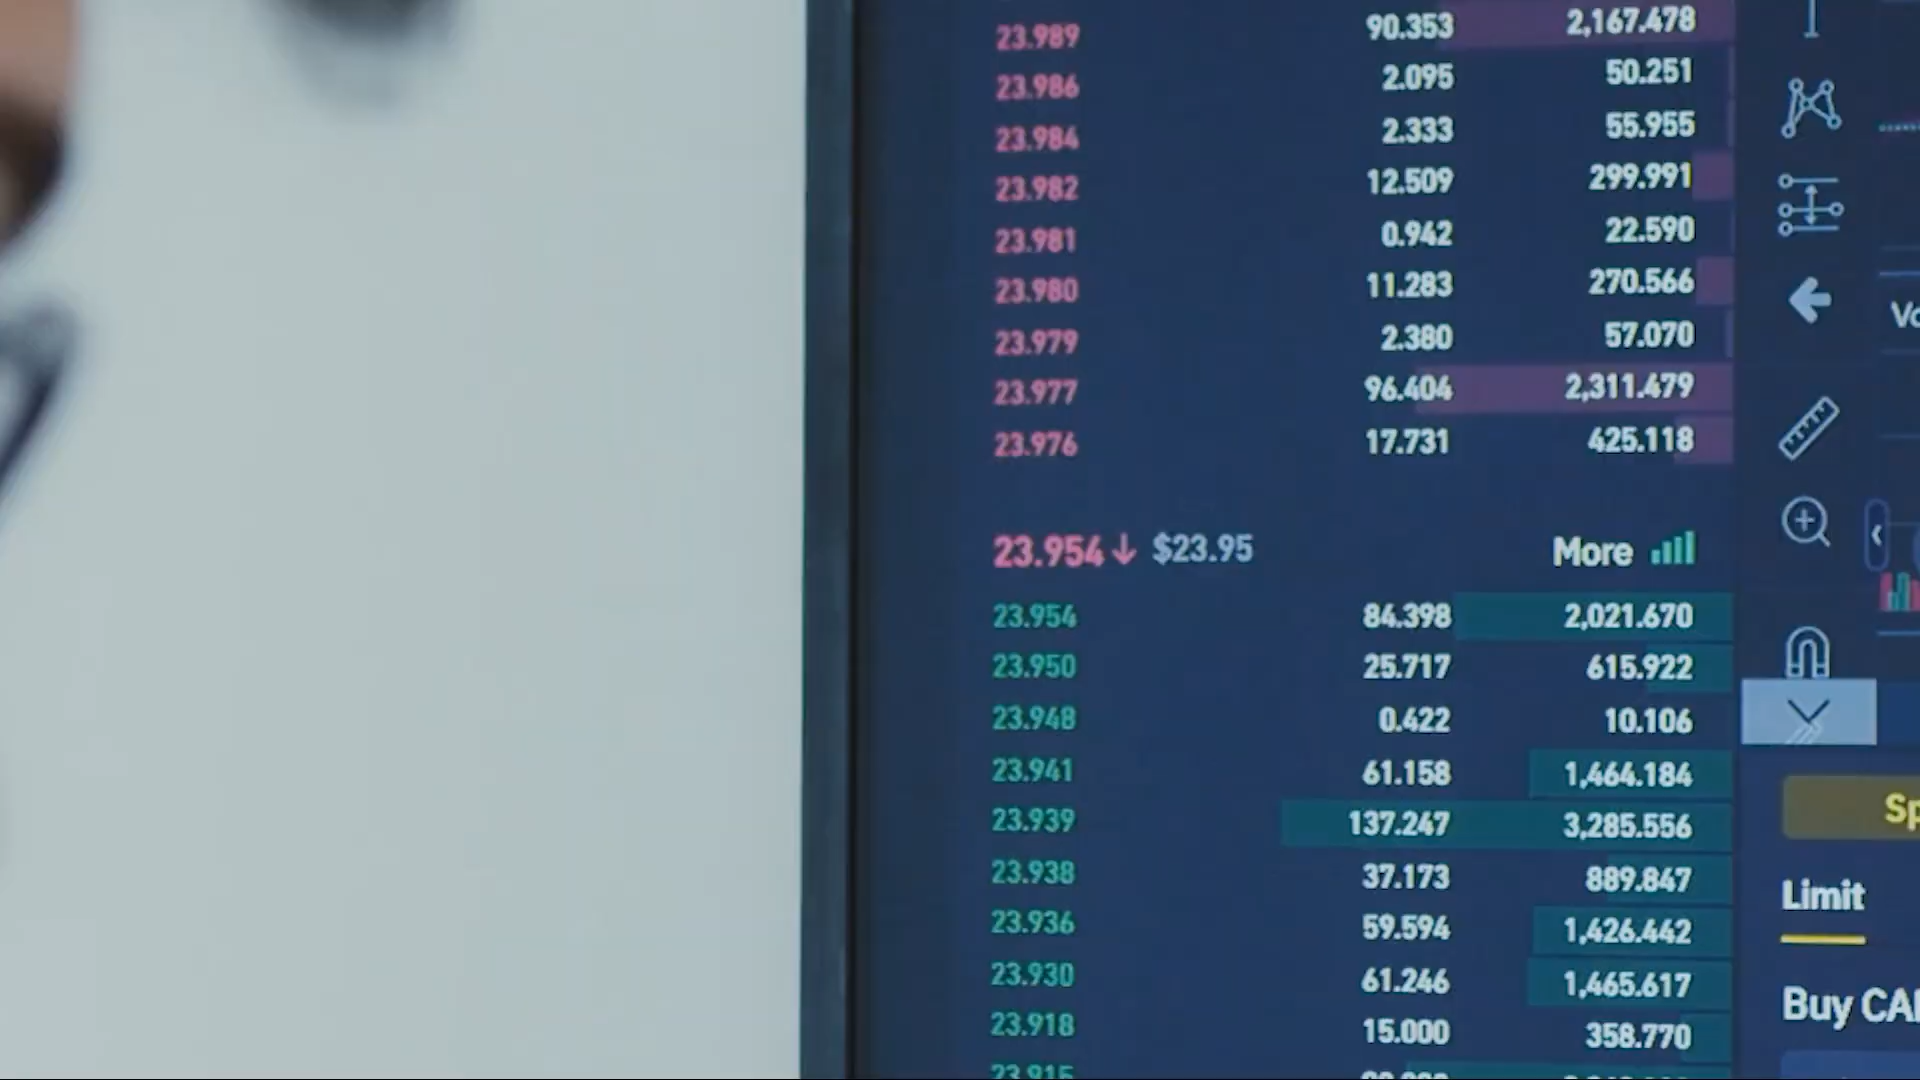 23.989 90.353 2,167.478
23.986 2.095 50.251
23.984 2.333 55.955
23.982 12.509 299.991
23.981 0.942 22.590
23.980 11.283 270.566
23.979 2.380 57.070
23.977 96.404 2,311.479
23.976 17.731 425.118
23.954↓ $23.95 More
23.954 84.398 2,021.670
23.950 25.717 615.922
23.948 0.422 10.106
23.941 61.158 1,464.184
23.939 137.247 3,285.556
23.938 37.173 889.847
23.936 59.594 1,426.442
23.930 61.246 1,465.617
23.918 15.000 358.770
23.915
Limit
Buy